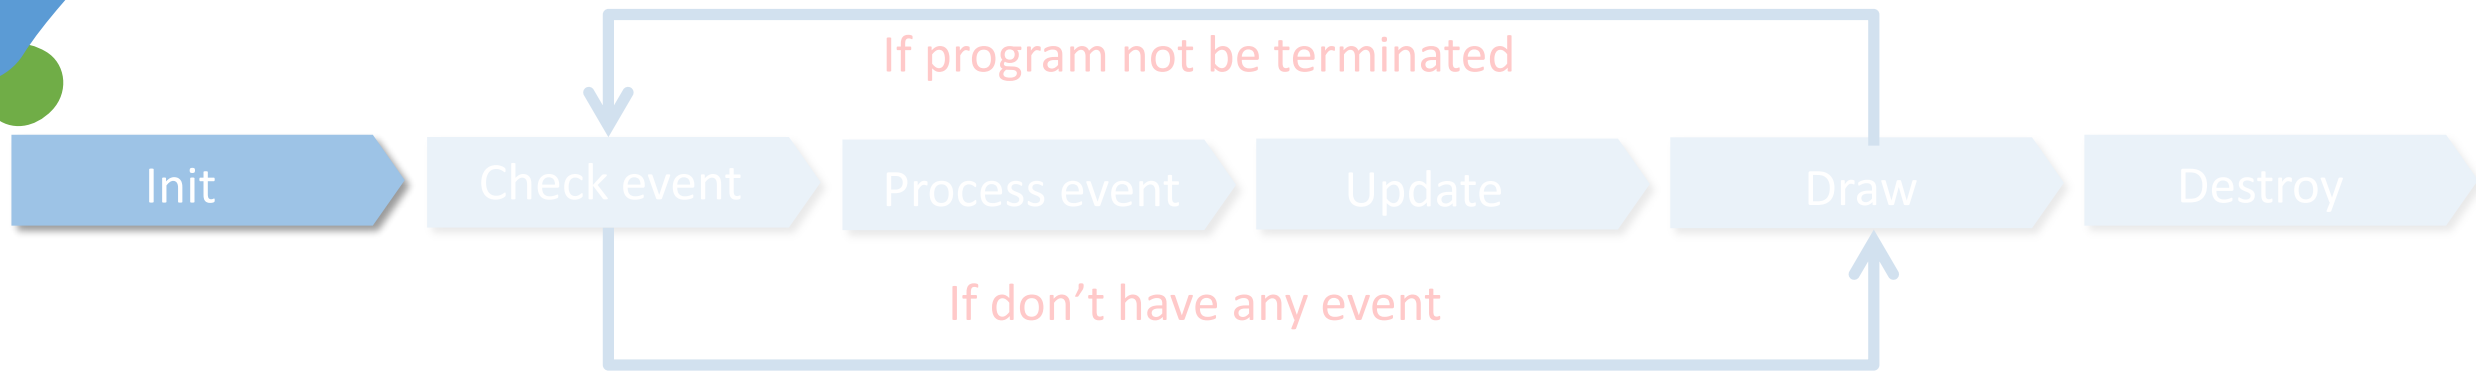 If program not be terminated
Init
Check event
Process event
Update
Draw
Destroy
If don’t have any event